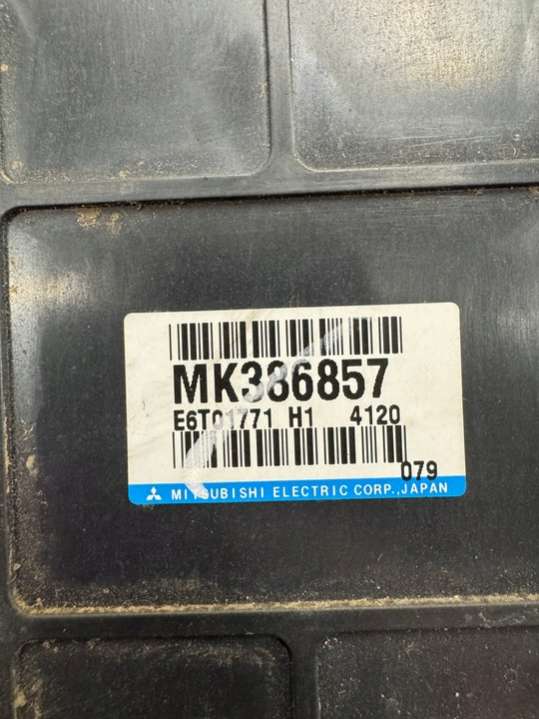 MK386857
E6T01771 H1 4120
079
MITSUBISHI ELECTRIC CORP.,JAPAN